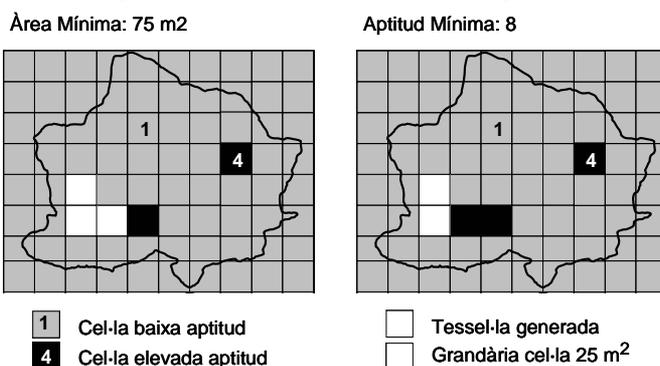 Àrea Mínima: 75 m2
Aptitud Mínima: 8
1
4
1
4
1 Cel·la baixa aptitud
4 Cel·la elevada aptitud
Tessel·la generada
Grandària cel·la 25 m²